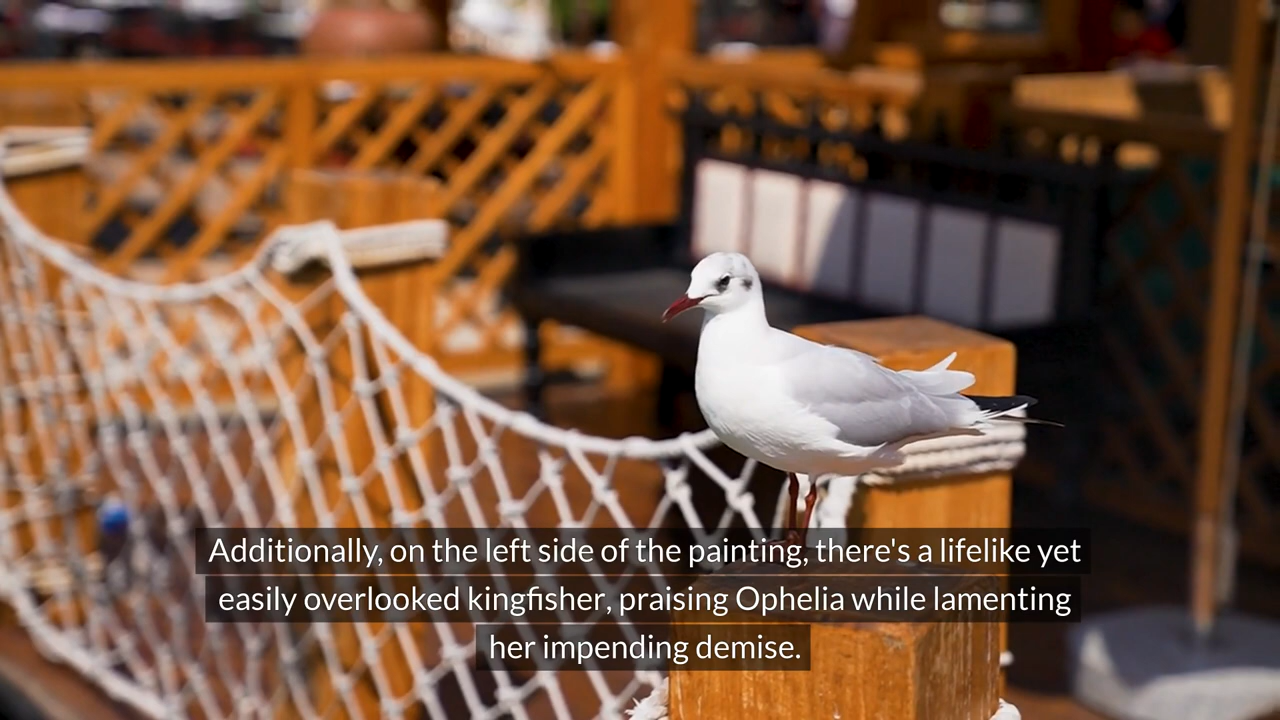 Additionally, on the left side of the painting, there's a lifelike yet
easily overlooked kingfisher, praising Ophelia while lamenting
her impending demise.